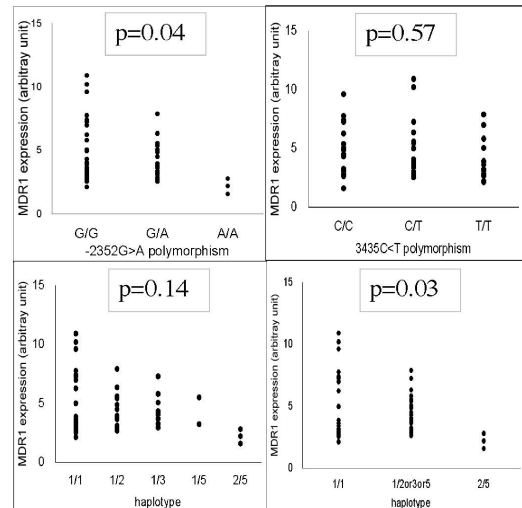 p=0.04
MDR1 expression (arbitray unit)
15
10
5
0
G/G G/A A/A
-2352G>A polymorphism
p=0.57
MDR1 expression (arbitray unit)
15
10
5
0
C/C C/T T/T
3435C<T polymorphism
p=0.14
MDR1 expression (arbitray unit)
15
10
5
0
1/1 1/2 1/3 1/5 2/5
haplotype
p=0.03
MDR1 expression (arbitray unit)
15
10
5
0
1/1 1/2or3or5 2/5
haplotype